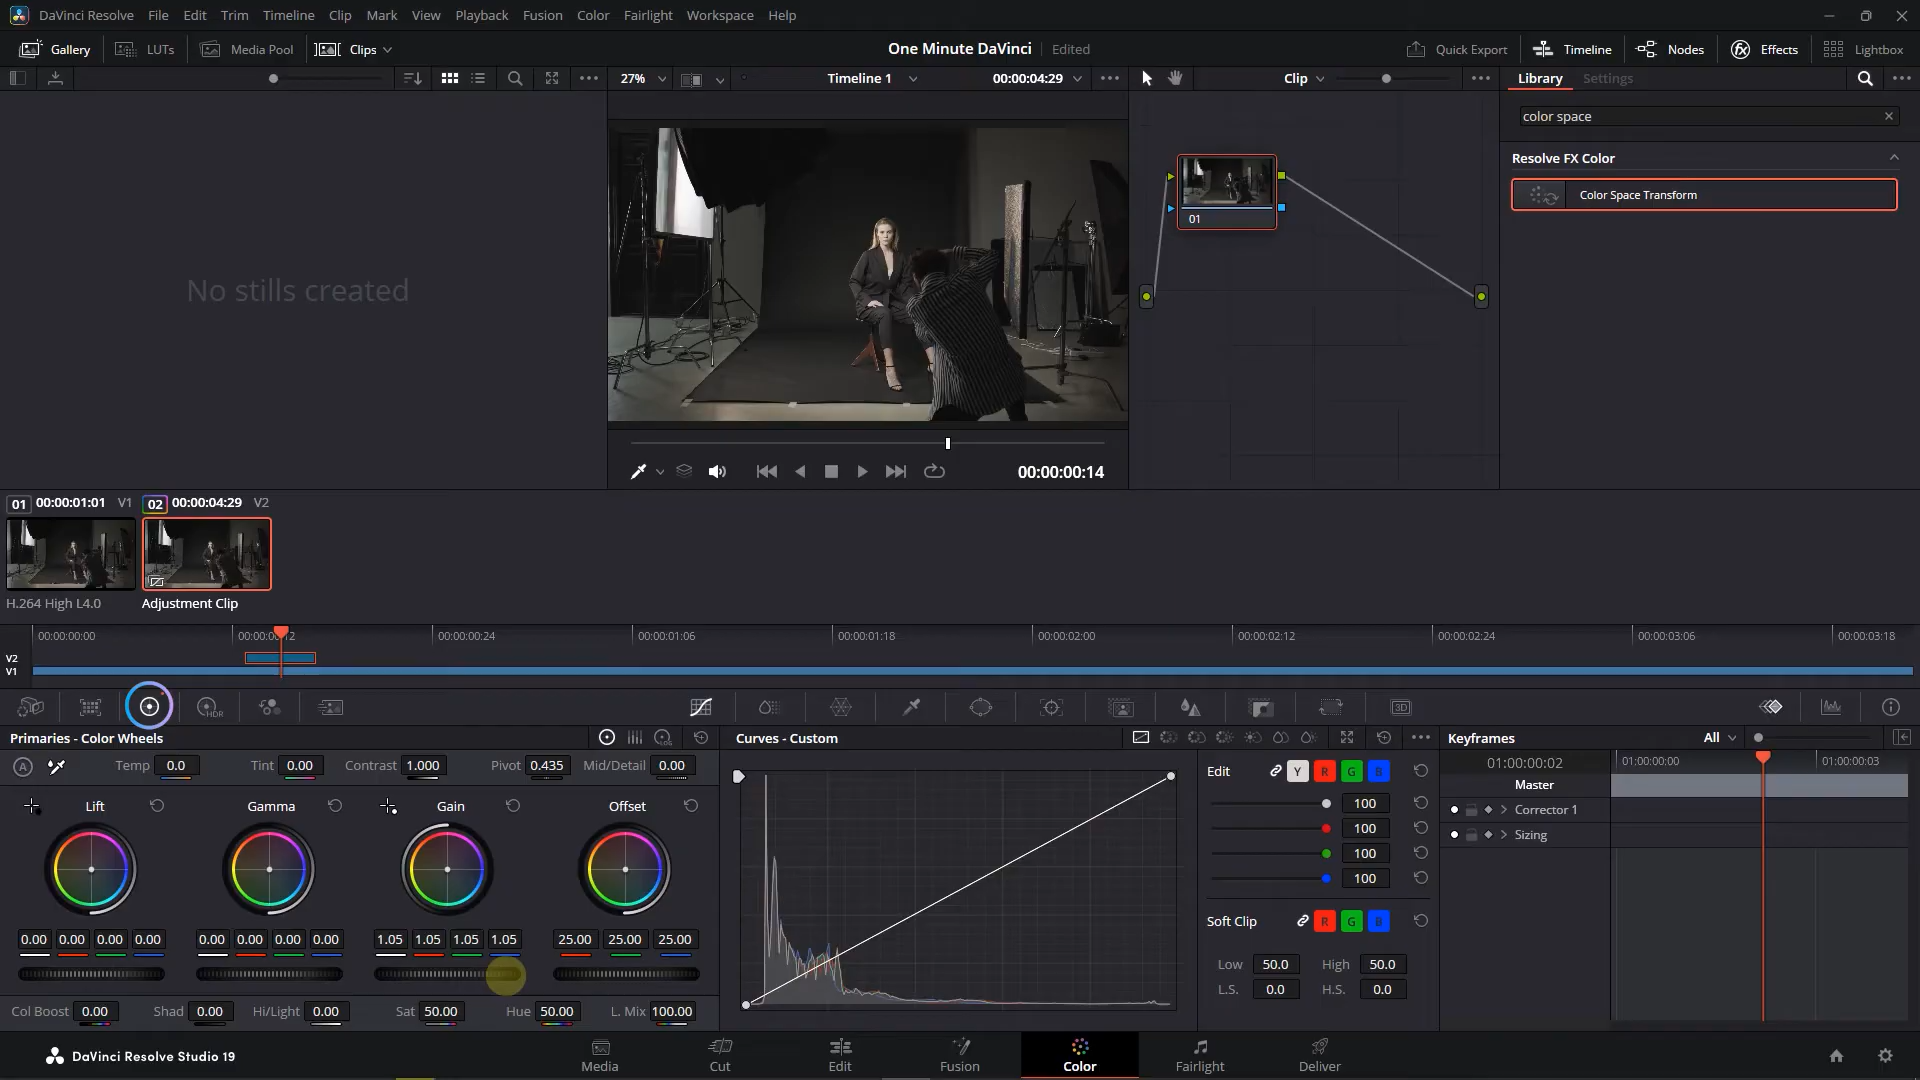 DaVinci Resolve File Edit Trim Timeline Clip Mark View Playback Fusion Color Fairlight Workspace Help
Gallery LUTs Media Pool Clips One Minute DaVinci Edited Quick Export Timeline Nodes Effects Lightbox
27% Timeline 1 00:00:04:29 Clip Library Settings
color space
Resolve FX Color
Color Space Transform
01
No stills created
00:00:00:14
01 00:00:01:01 V1 02 00:00:04:29 V2
H.264 High L4.0 Adjustment Clip
00:00:00:00 00:00:00:12 00:00:00:24 00:00:01:06 00:00:01:18 00:00:02:00 00:00:02:12 00:00:02:24 00:00:03:06 00:00:03:18
V2
V1
HDR 3D
Primaries - Color Wheels LOG Curves - Custom Keyframes All
A Temp 0.0 Tint 0.00 Contrast 1.000 Pivot 0.435 Mid/Detail 0.00 Edit Y R G B 01:00:00:02 01:00:00:00 01:00:00:03
Master
Lift Gamma Gain Offset 100 Corrector 1
100 Sizing
100
100
Soft Clip R G B
0.00 0.00 0.00 0.00 0.00 0.00 0.00 0.00 1.05 1.05 1.05 1.05 25.00 25.00 25.00
Low 50.0 High 50.0
L.S. 0.0 H.S. 0.0
Col Boost 0.00 Shad 0.00 Hi/Light 0.00 Sat 50.00 Hue 50.00 L. Mix 100.00
DaVinci Resolve Studio 19 Media Cut Edit Fusion Color Fairlight Deliver